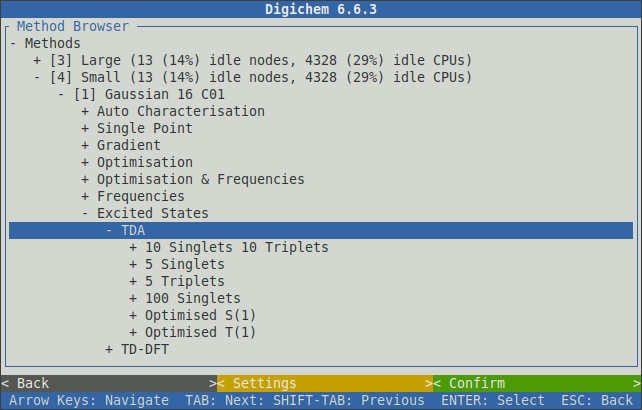 Digichem 6.6.3
Method Browser
- Methods
+ [3] Large (13 (14%) idle nodes, 4328 (29%) idle CPUs)
- [4] Small (13 (14%) idle nodes, 4328 (29%) idle CPUs)
- [1] Gaussian 16 C01
+ Auto Characterisation
+ Single Point
+ Gradient
+ Optimisation
+ Optimisation & Frequencies
+ Frequencies
- Excited States
- TDA
+ 10 Singlets 10 Triplets
+ 5 Singlets
+ 5 Triplets
+ 100 Singlets
+ Optimised S(1)
+ Optimised T(1)
+ TD-DFT
< Back >< Settings >< Confirm >
Arrow Keys: Navigate TAB: Next: SHIFT-TAB: Previous ENTER: Select ESC: Back